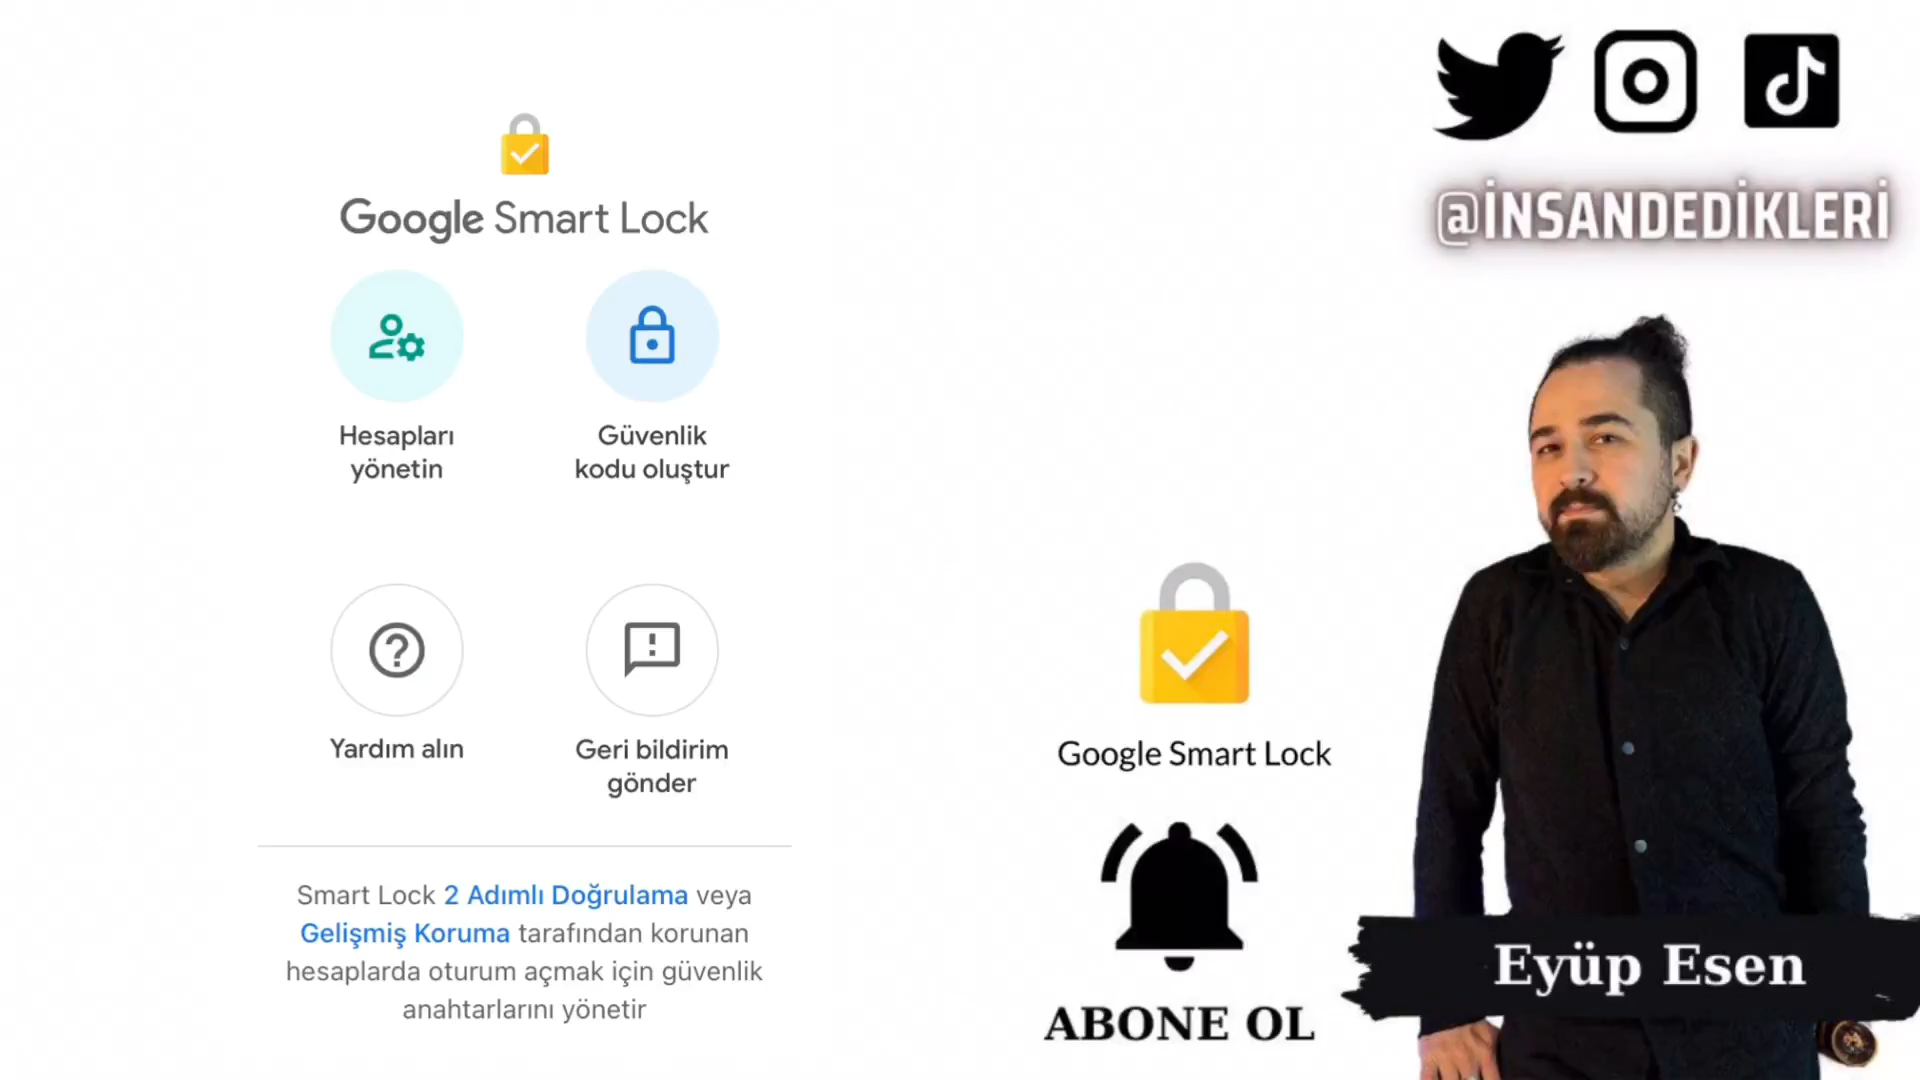 Google Smart Lock
Hesapları
yönetin
Güvenlik
kodu oluştur
Yardım alın
Geri bildirim
gönder
Smart Lock 2 Adımlı Doğrulama veya
Gelişmiş Koruma tarafından korunan
hesaplarda oturum açmak için güvenlik
anahtarlarını yönetir
Google Smart Lock
ABONE OL
@İNSANDEDİKLERİ
Eyüp Esen